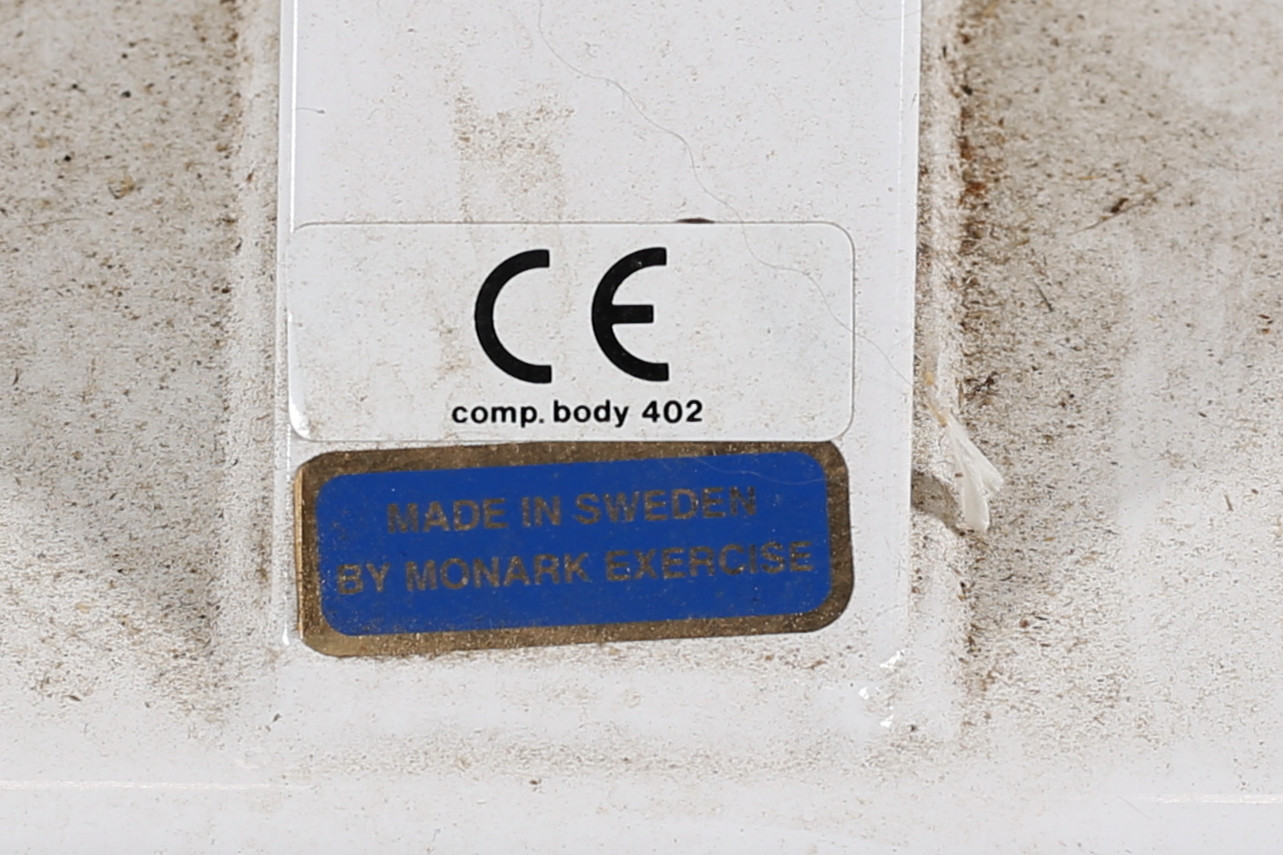 CE
comp. body 402
MADE IN SWEDEN
BY MONARK EXERCISE